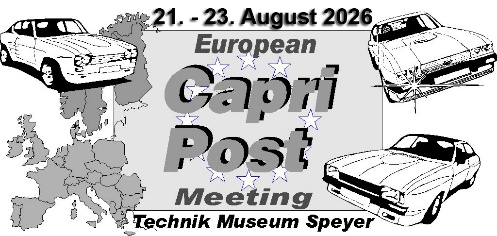 21. - 23. August 2026
European
Capri
Post
Meeting
Technik Museum Speyer